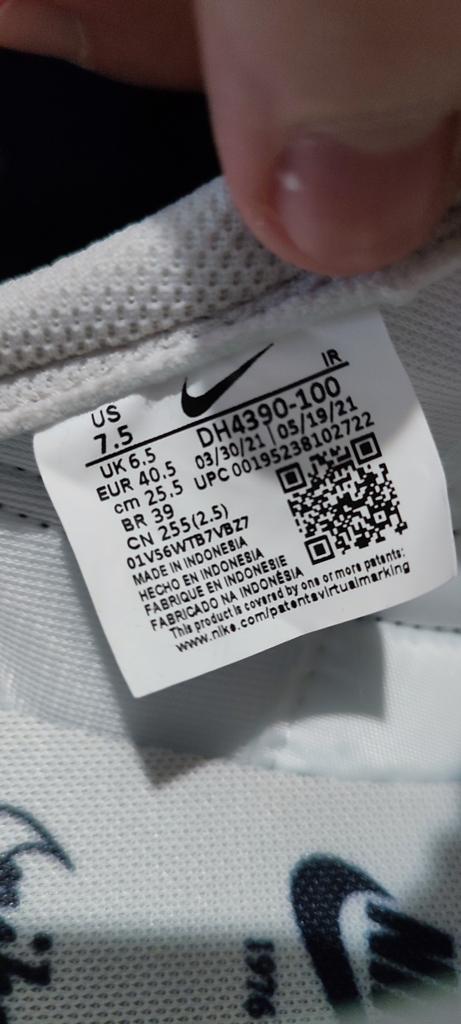 US
7.5
IR
UK 6.5
DH4390-100
EUR 40.5
03/30/21 | 05/19/21
cm 25.5
UPC 00195238102722
BR 39
CN 255(2.5)
01V56WTB7VBZ7
MADE IN INDONESIA
HECHO EN INDONESIA
FABRIQUE EN INDONESIE
FABRICADO NA INDONÉSIA
This product is covered by one or more patents:
www.nike.com/patentsvirtualmarking
1976